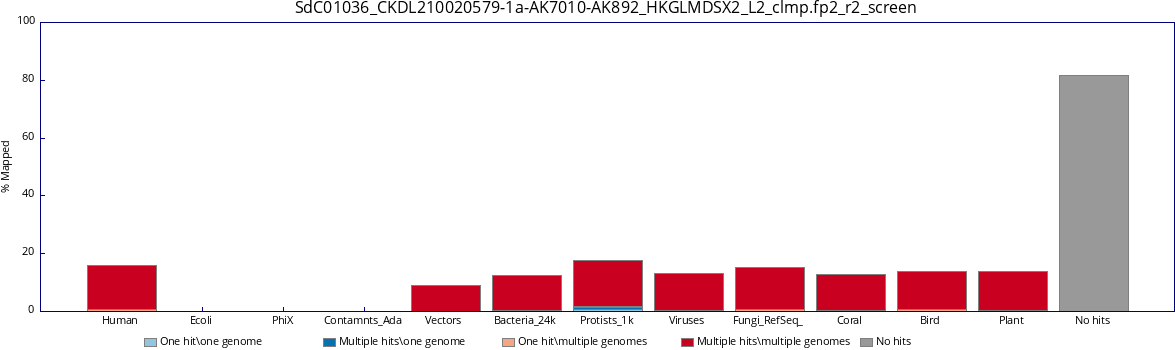 SdC01036_CKDL210020579-1a-AK7010-AK892_HKGLMDSX2_L2_clmp.fp2_r2_screen
100
80
60
40
20
0
% Mapped
Human Ecoli PhiX Contamnts_Ada Vectors Bacteria_24k Protists_1k Viruses Fungi_RefSeq_ Coral Bird Plant No hits
One hit\one genome Multiple hits\one genome One hit\multiple genomes Multiple hits\multiple genomes No hits